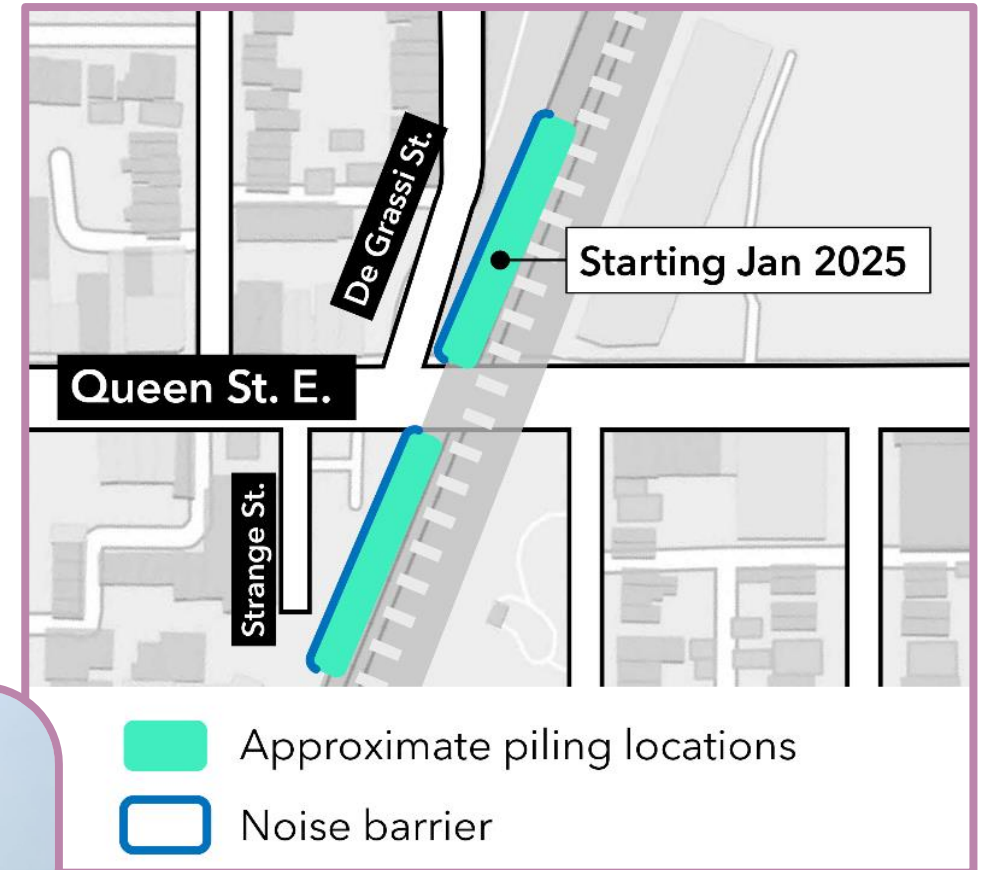 De Grassi St.
Starting Jan 2025
Queen St. E.
Strange St.
Approximate piling locations
Noise barrier